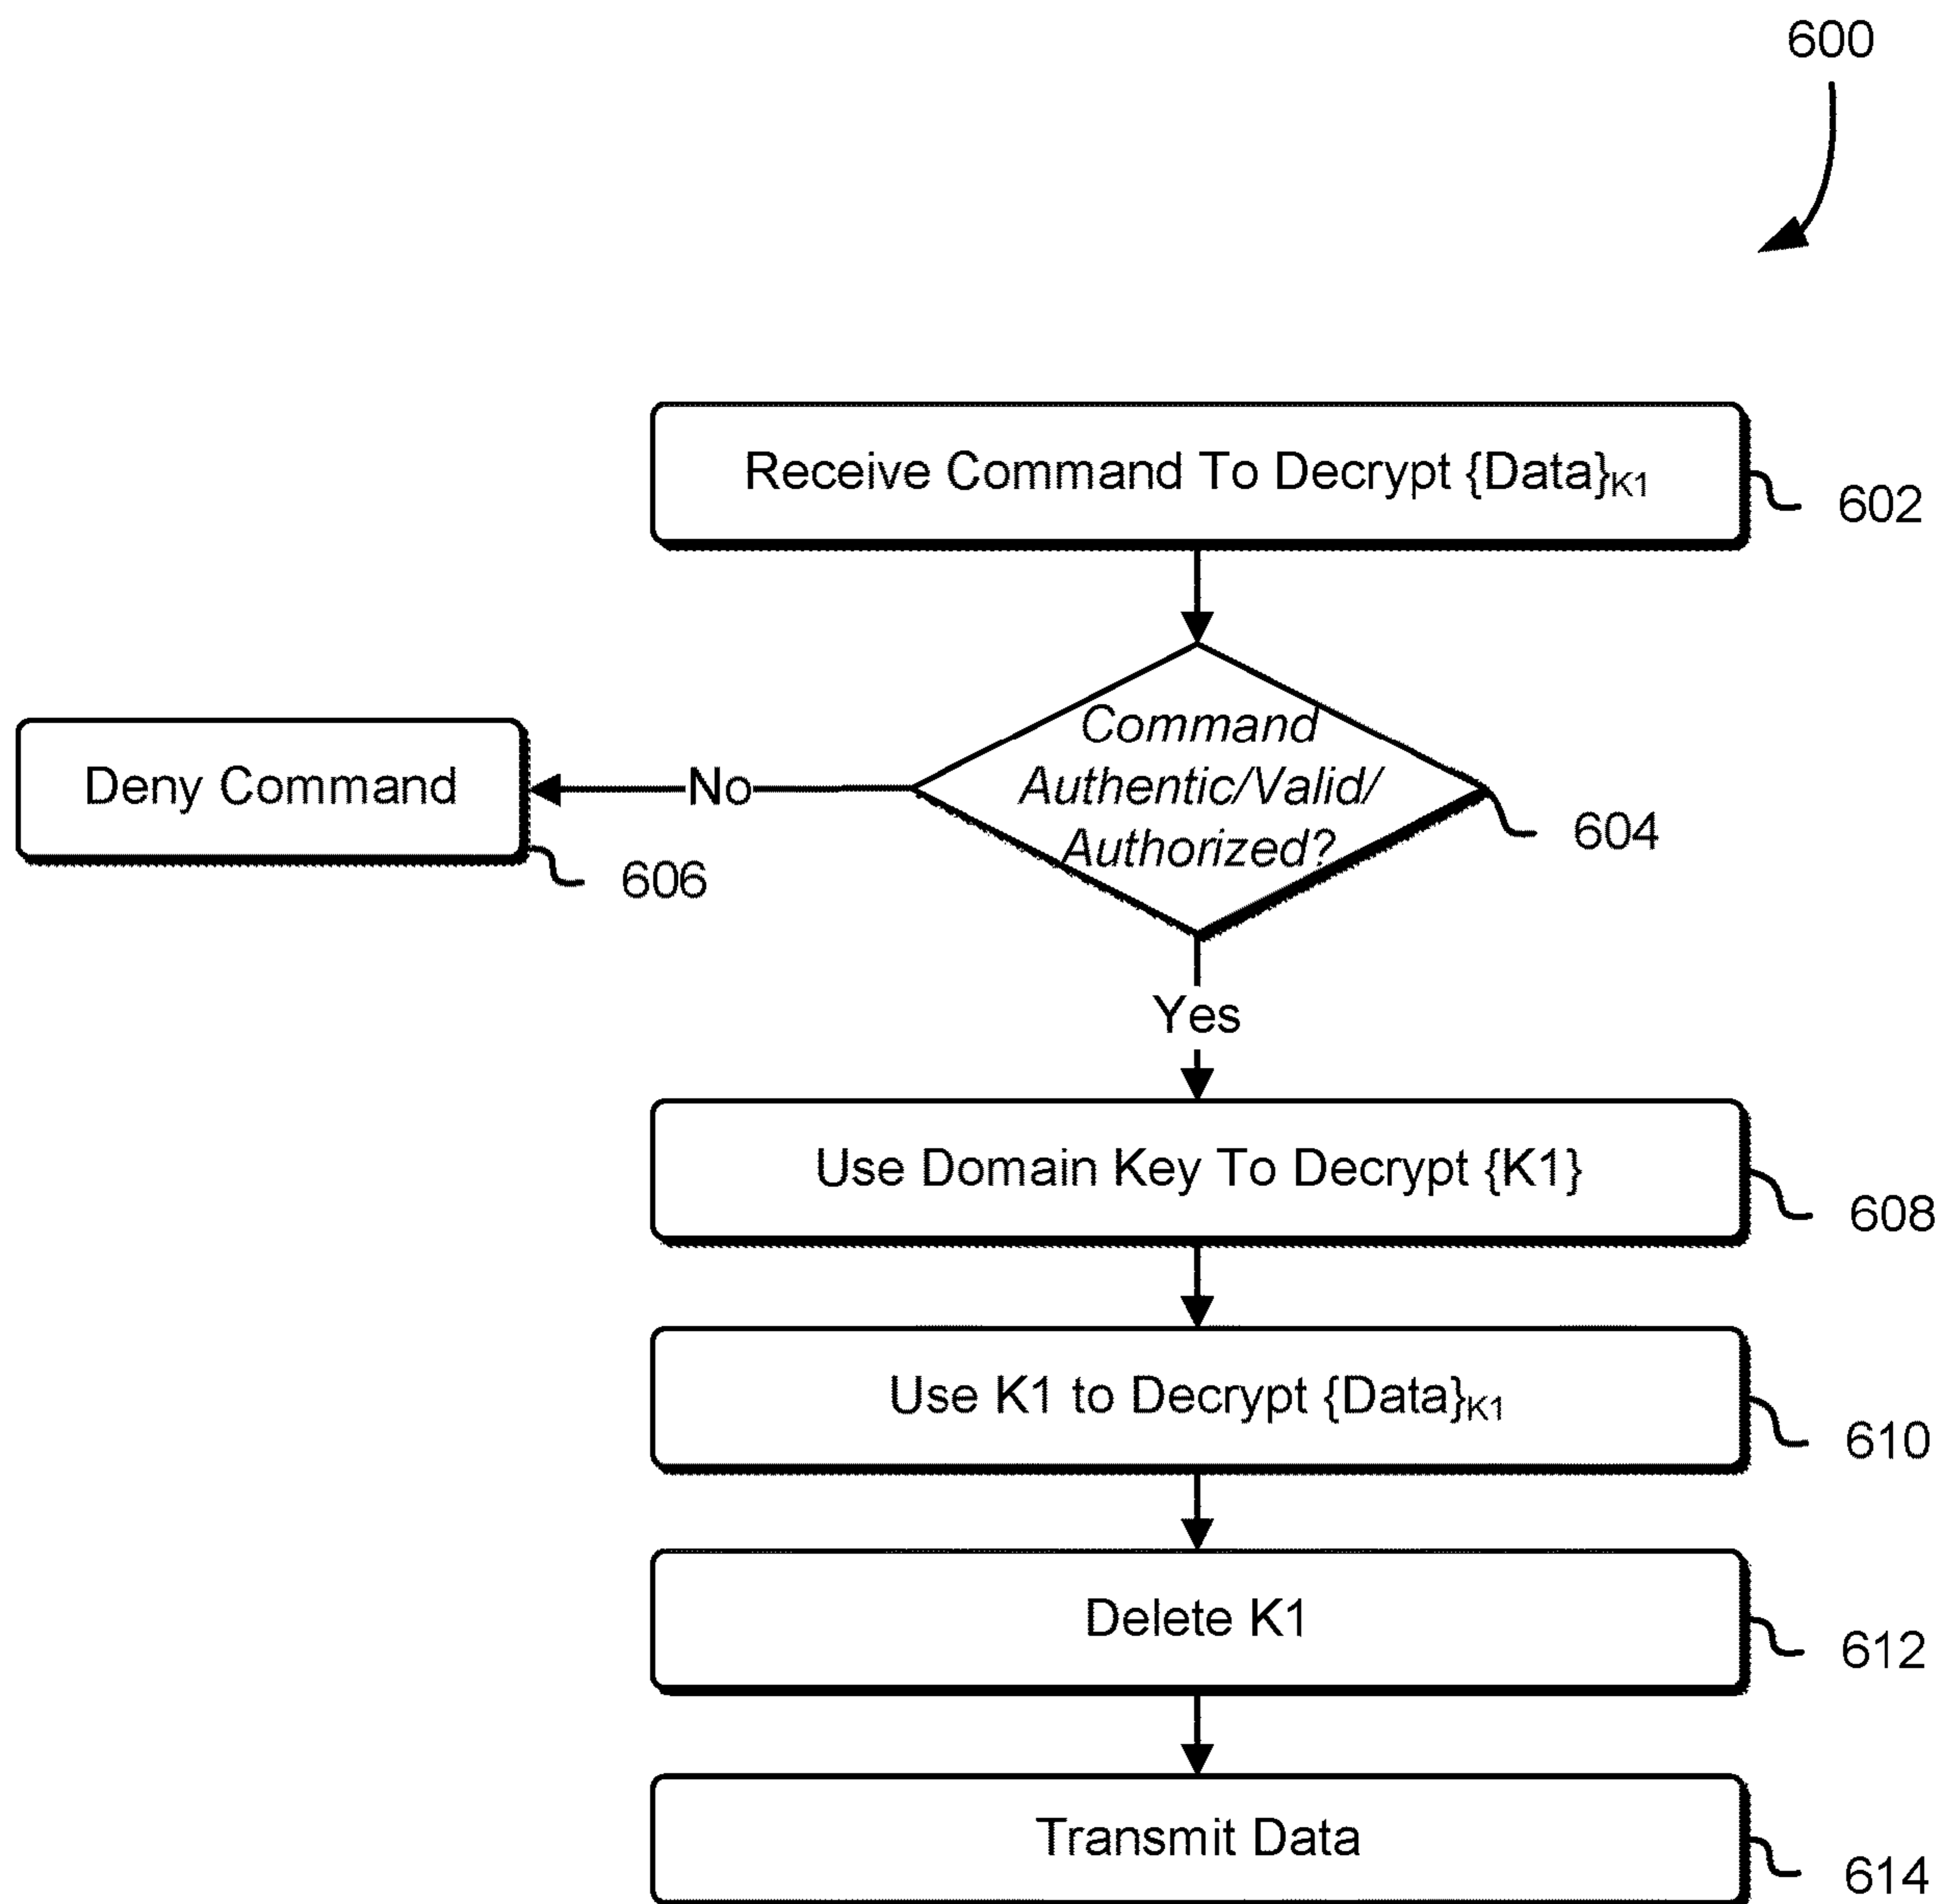 600
Receive Command To Decrypt {Data}K1
602
Command
Authentic/Valid/
Authorized?
604
No
Deny Command
606
Yes
Use Domain Key To Decrypt {K1}
608
Use K1 to Decrypt {Data}K1
610
Delete K1
612
Transmit Data
614